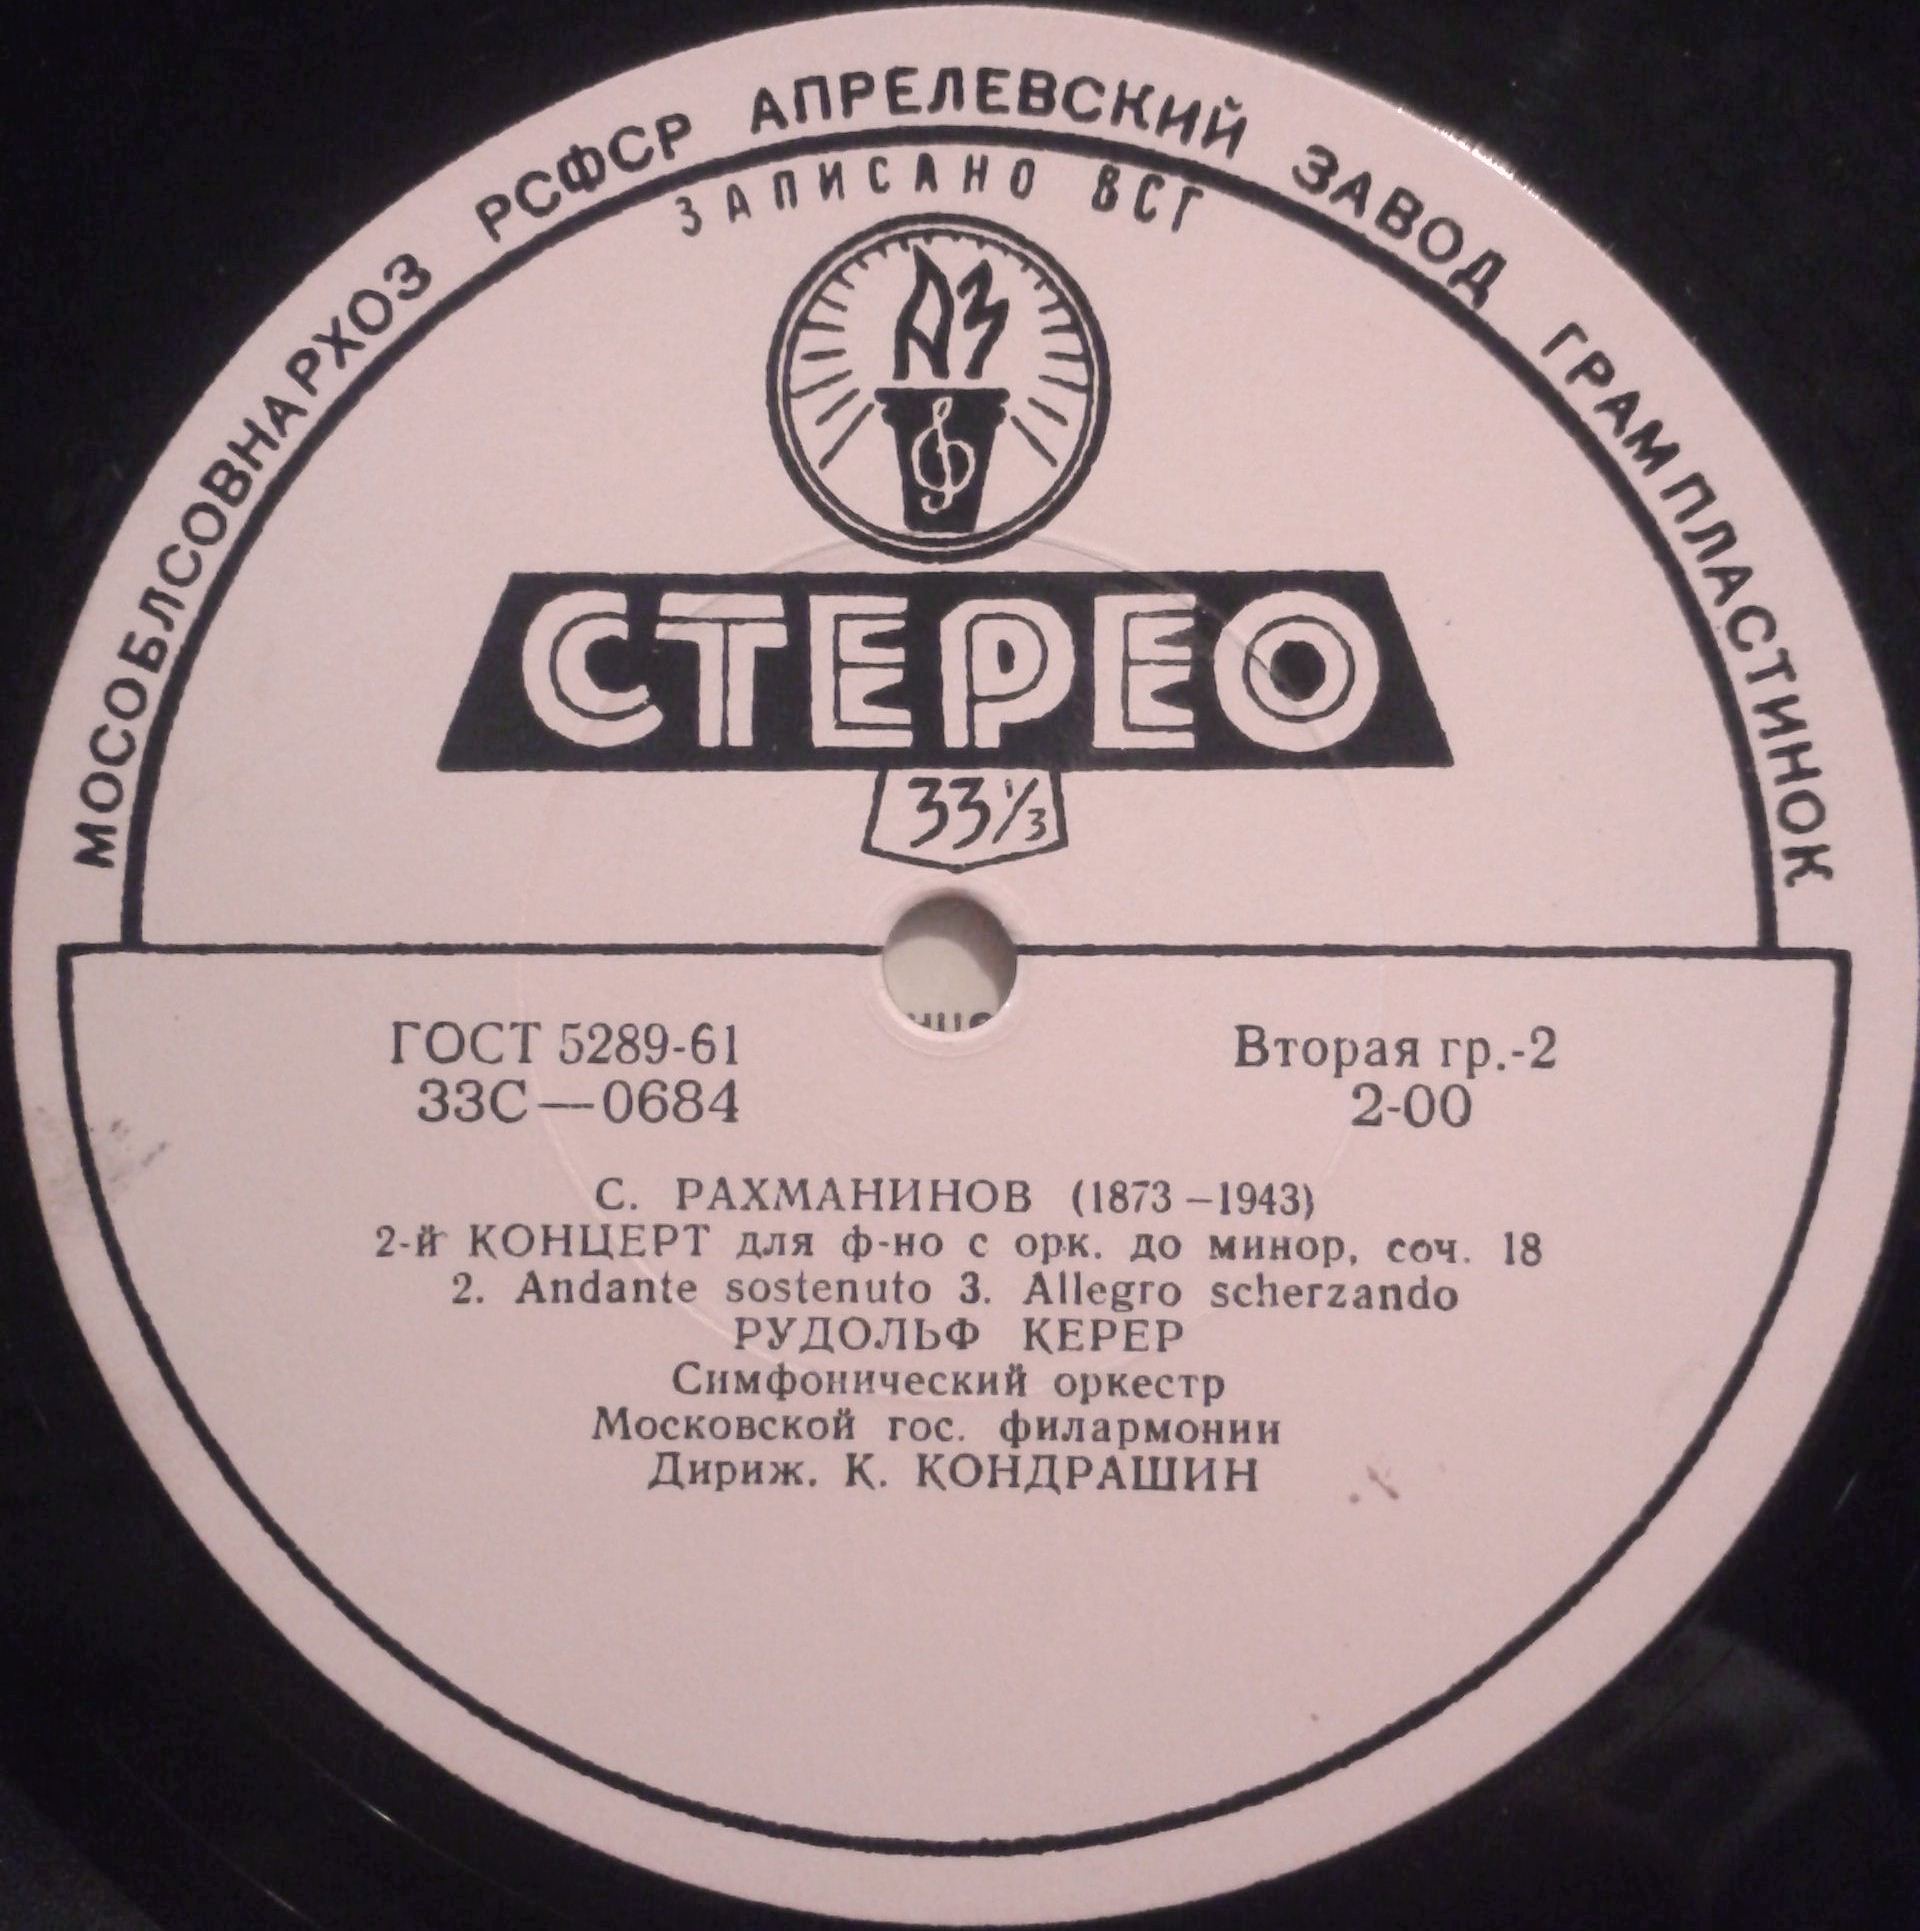 МОСОБЛСОВНАРХОЗ РСФСР АПРЕЛЕВСКИЙ ЗАВОД ГРАМПЛАСТИНОК
ЗАПИСАНО ВСГ
АЗ
СТЕРЕО
33⅓
ГОСТ 5289-61
33С—0684
Вторая гр.-2
2-00
С. РАХМАНИНОВ (1873–1943)
2-й КОНЦЕРТ для ф-но с орк. до минор, соч. 18
2. Andante sostenuto 3. Allegro scherzando
РУДОЛЬФ КЕРЕР
Симфонический оркестр
Московской гос. филармонии
Дириж. К. КОНДРАШИН